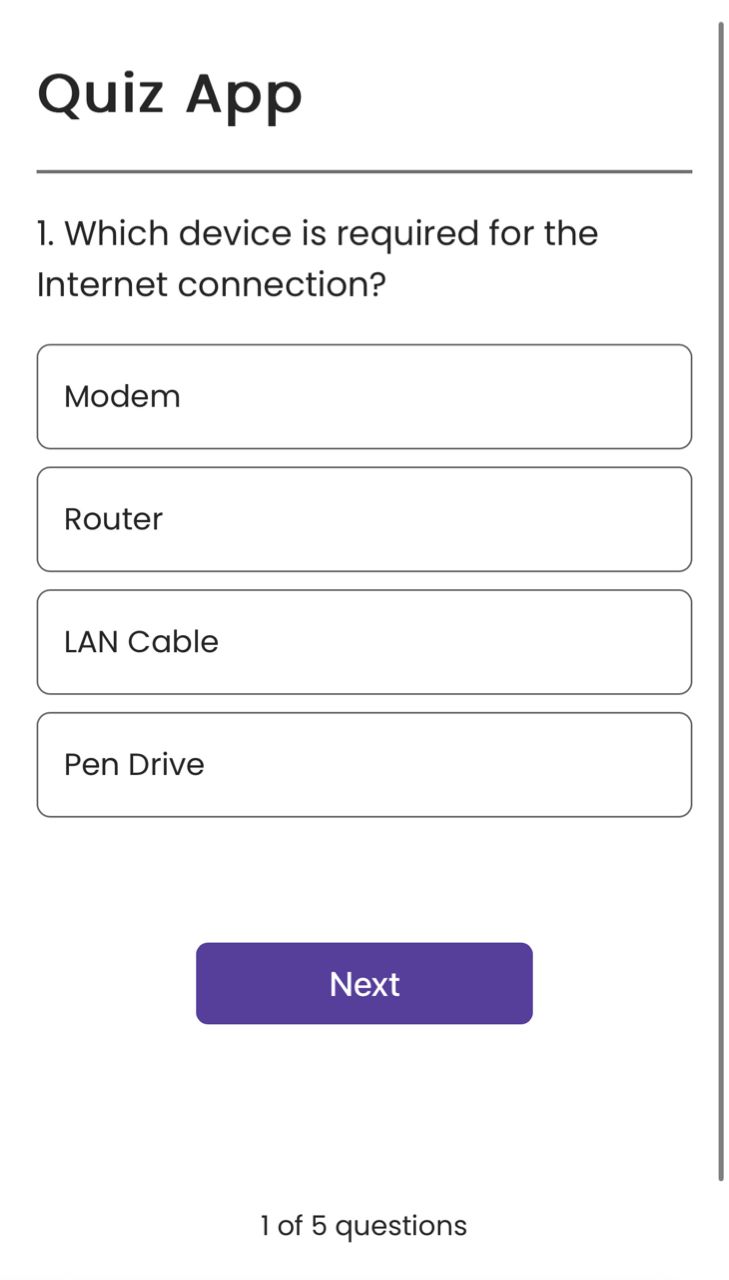 Quiz App
1. Which device is required for the
Internet connection?
Modem
Router
LAN Cable
Pen Drive
Next
1 of 5 questions